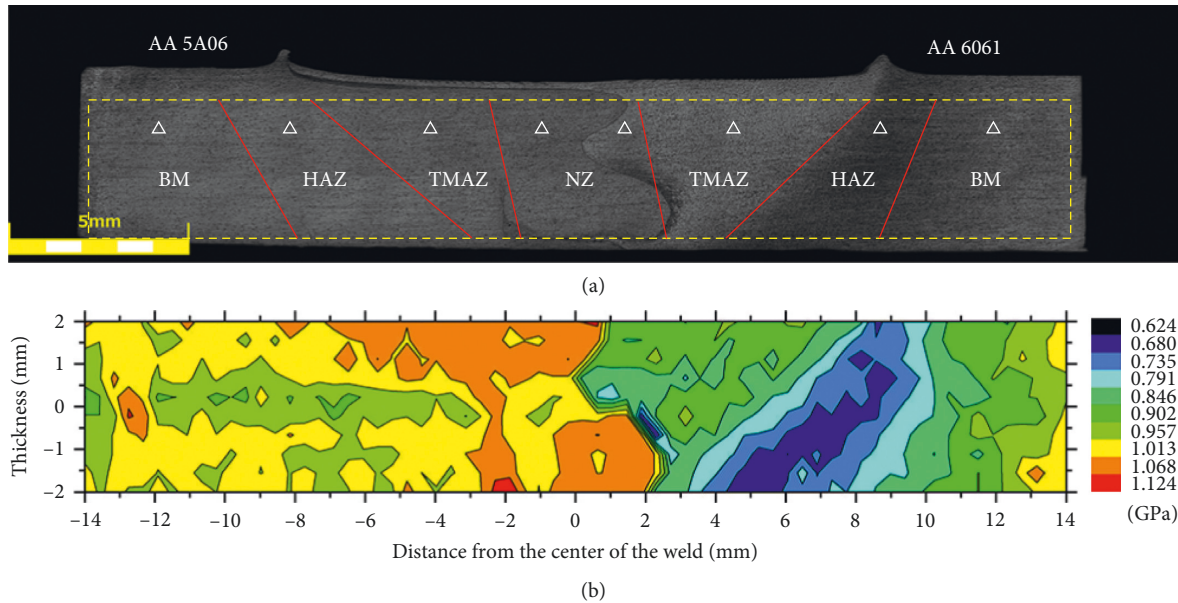 AA 5A06
AA 6061
BM
HAZ
TMAZ
NZ
TMAZ
HAZ
BM
5mm
(a)
Thickness (mm)
2
1
0
−1
−2
−14
−12
−10
−8
−6
−4
−2
0
2
4
6
8
10
12
14
Distance from the center of the weld (mm)
0.624
0.680
0.735
0.791
0.846
0.902
0.957
1.013
1.068
1.124
(GPa)
(b)